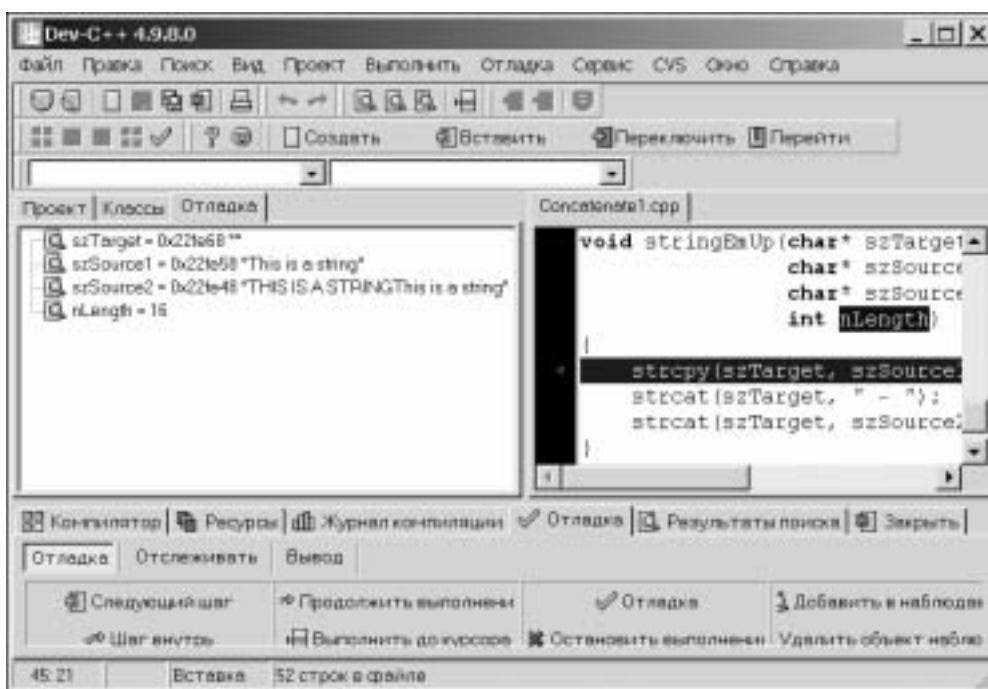 Dev-C++ 4.9.8.0
Файл Правка Поиск Вид Проект Выполнить Отладка Сервис CVS Окно Справка
Создать Вставить Переключить Перейти
Проект Классы Отладка
szTarget = 0x22fe68 ""
szSource1 = 0x22fe58 "This is a string"
szSource2 = 0x22fe48 "THIS IS A STRINGThis is a string"
nLength = 16
Concatenate1.cpp
void stringEmUp(char* szTarget
char* szSource
char* szSource
int nLength)
{
strcpy(szTarget, szSource1
strcat(szTarget, " - ");
strcat(szTarget, szSource2
}
Компилятор Ресурсы Журнал компиляции Отладка Результаты поиска Закрыть
Отладка Отслеживать Вывод
Следующий шаг Продолжить выполнени Отладка Добавить в наблюдае
Шаг внутрь Выполнить до курсора Остановить выполнени Удалить объект наблю
45: 21 Вставка 52 строк в файле